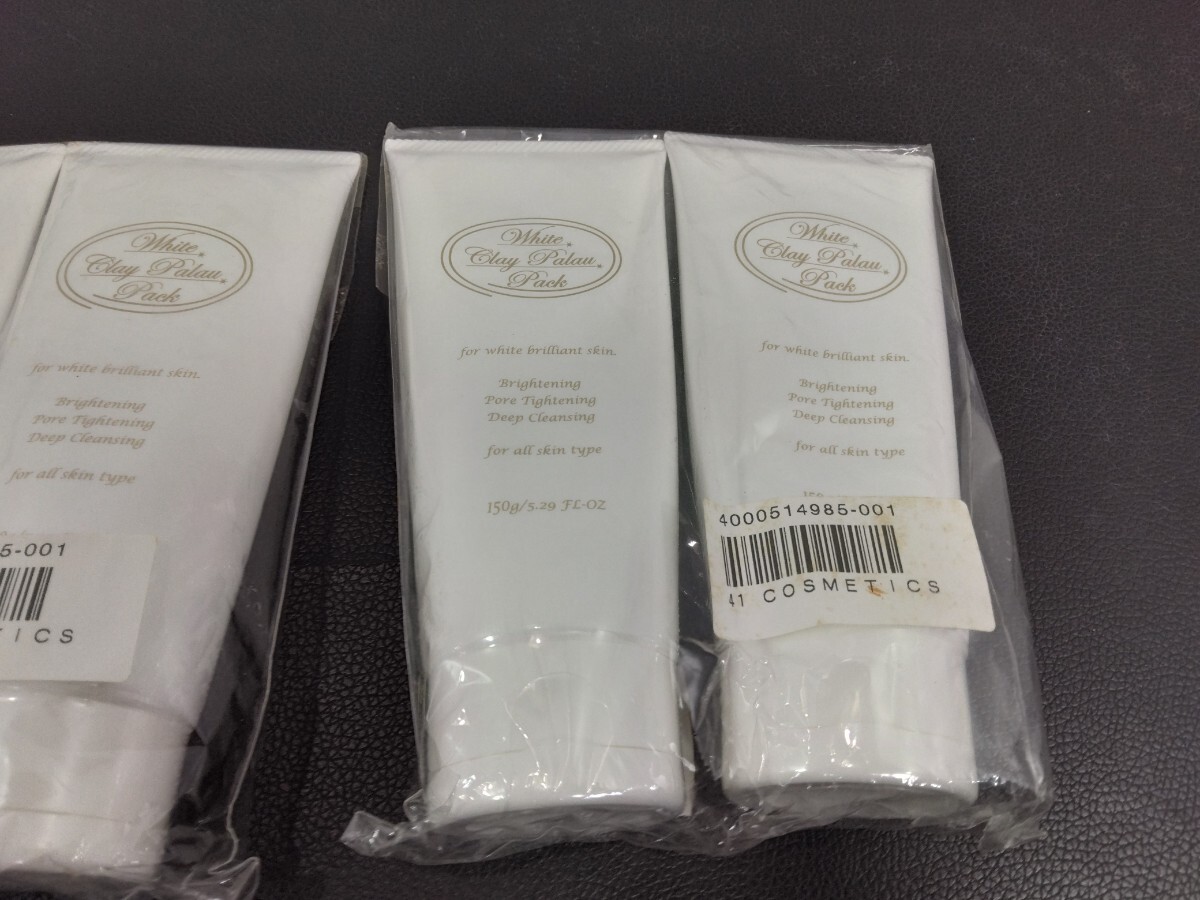 White
Clay Palau
Pack
for white brilliant skin.
Brightening
Pore Tightening
Deep Cleansing
for all skin type
5-001
TICS
White
Clay Palau
Pack
for white brilliant skin.
Brightening
Pore Tightening
Deep Cleansing
for all skin type
150g/5.29 FL-OZ
White
Clay Palau
Pack
for white brilliant skin.
Brightening
Pore Tightening
Deep Cleansing
for all skin type
4000514985-001
41 COSMETICS